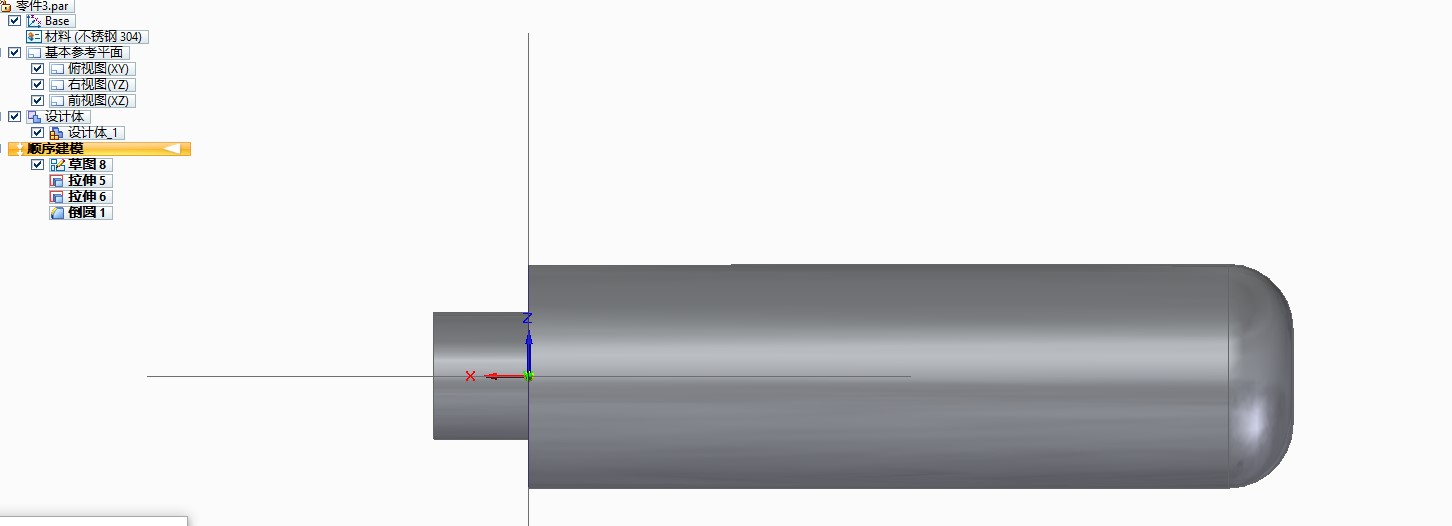 零件3.par
Base
材料 (不锈钢 304)
基本参考平面
俯视图(XY)
右视图(YZ)
前视图(XZ)
设计体
设计体_1
顺序建模
草图 8
拉伸 5
拉伸 6
倒圆 1
Z
X